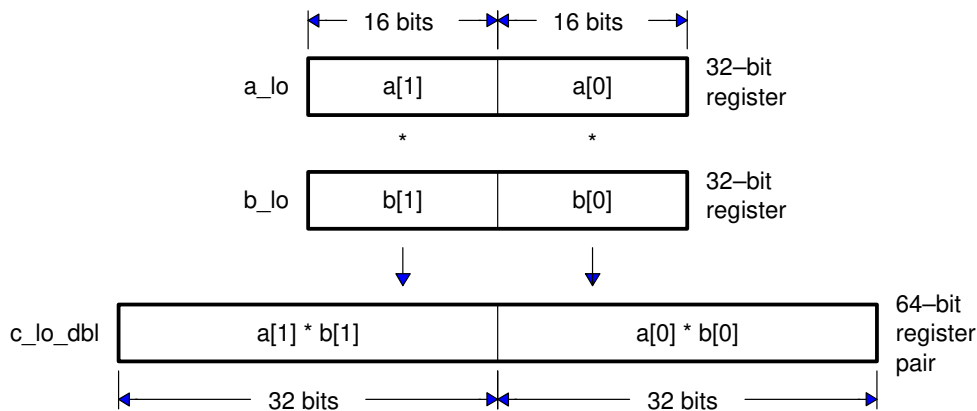 16 bits 16 bits
a_lo a[1] a[0] 32–bit
register
* *
b_lo b[1] b[0] 32–bit
register
c_lo_dbl a[1] * b[1] a[0] * b[0] 64–bit
register
pair
32 bits 32 bits